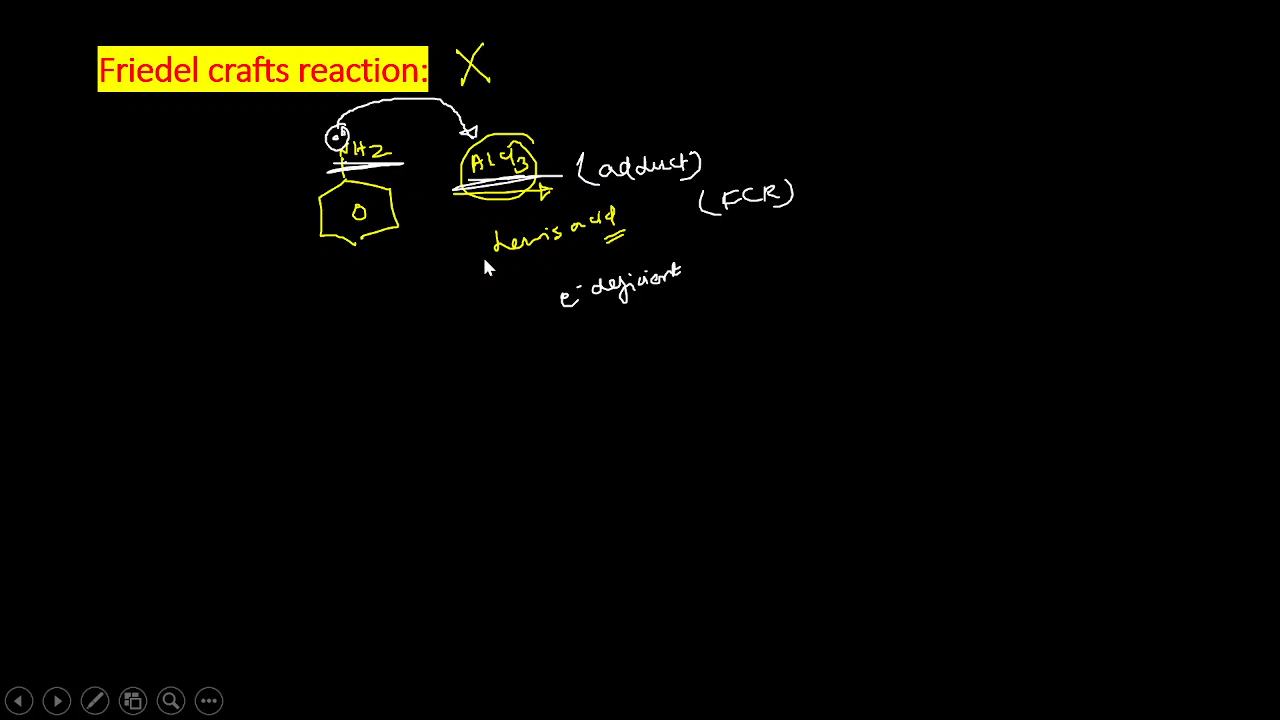 Friedel crafts reaction: X
NH2 AlCl3 (adduct)
(FCR)
Lewis acid
e- deficient